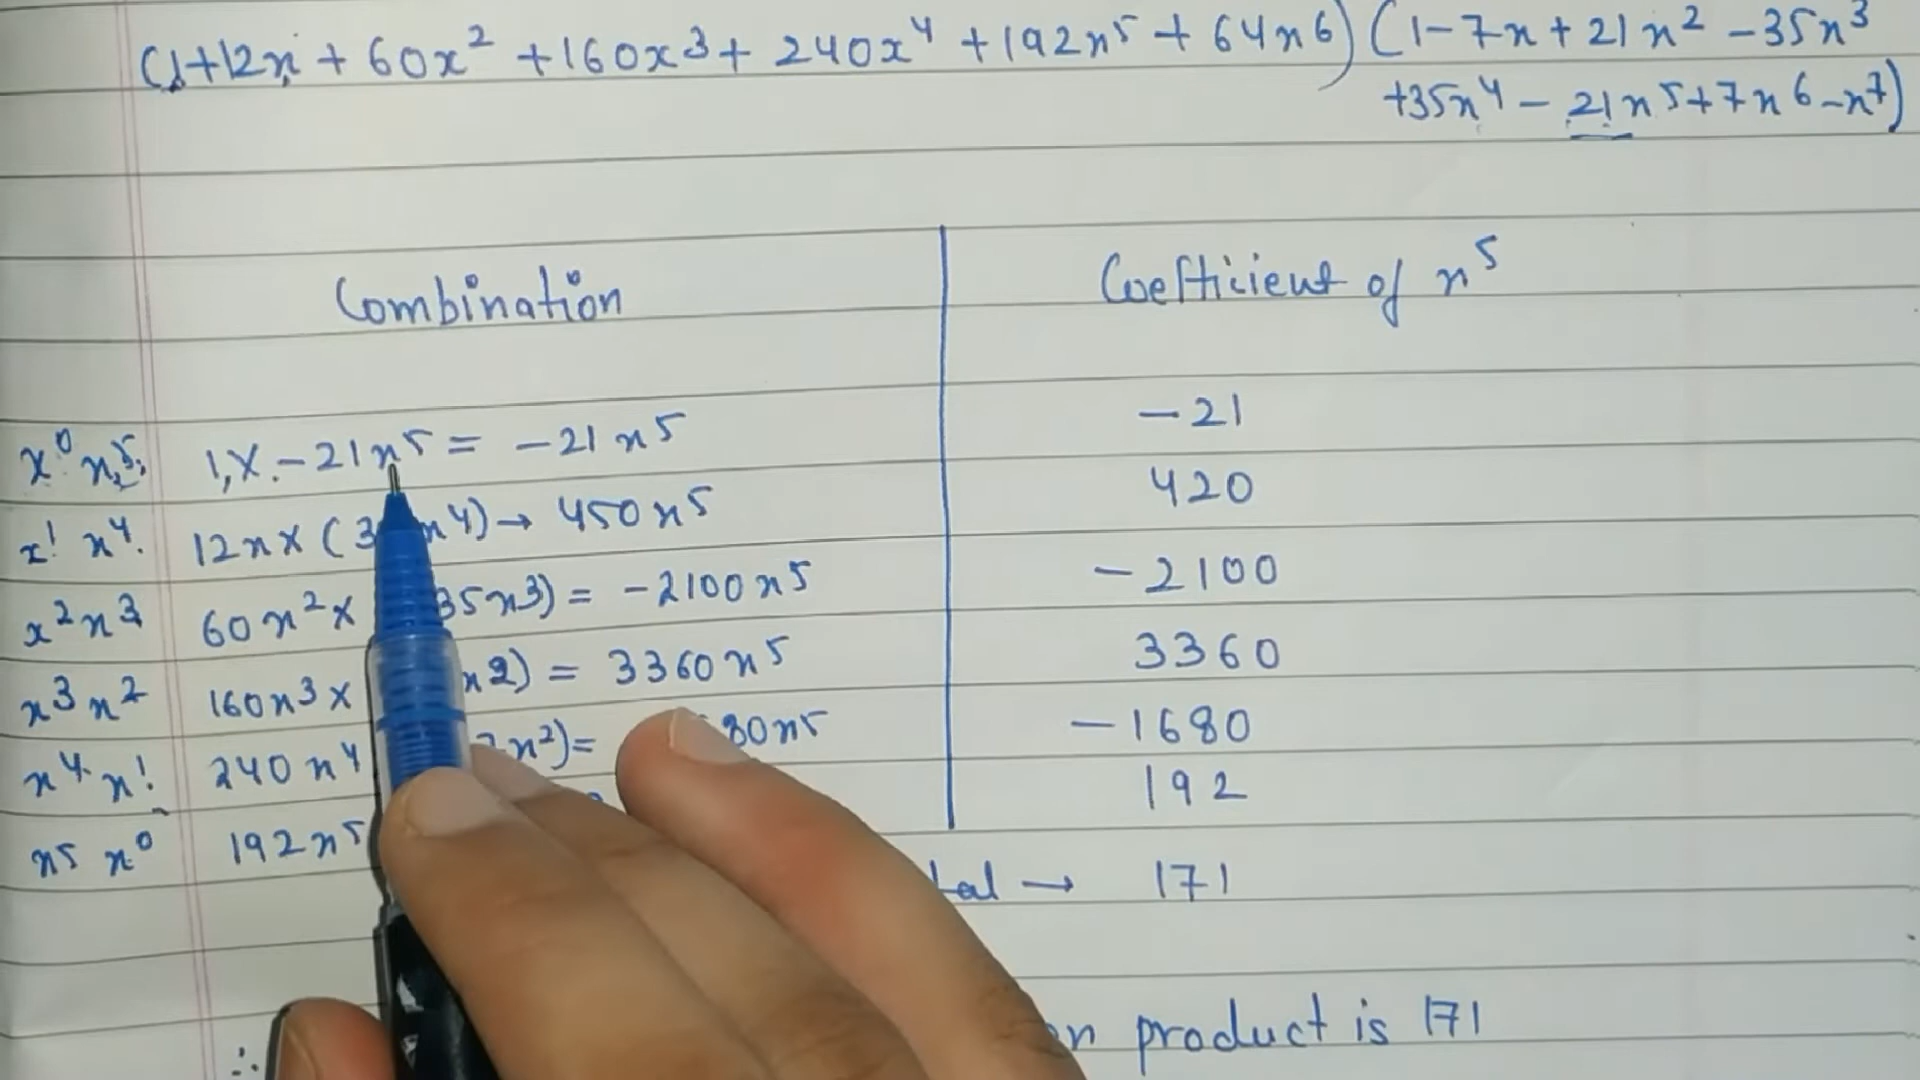 (1+12x + 60x² + 160x³ + 240x⁴ + 192x⁵ + 64x⁶) (1-7x + 21x² - 35x³
+35x⁴ - 21x⁵ + 7x⁶ - x⁷)
Combination Coefficient of x⁵
x⁰ x⁵ 1 × -21x⁵ = -21x⁵ -21
x¹ x⁴ 12x × (3 x⁴) → 450x⁵ 420
x² x³ 60x² × 35x³) = -2100x⁵ -2100
x³ x² 160x³ × x²) = 3360x⁵ 3360
x⁴ x¹ 240x⁴ x²) = 80x⁵ -1680
x⁵ x⁰ 192x⁵ 192
tal → 171
∴ product is 171